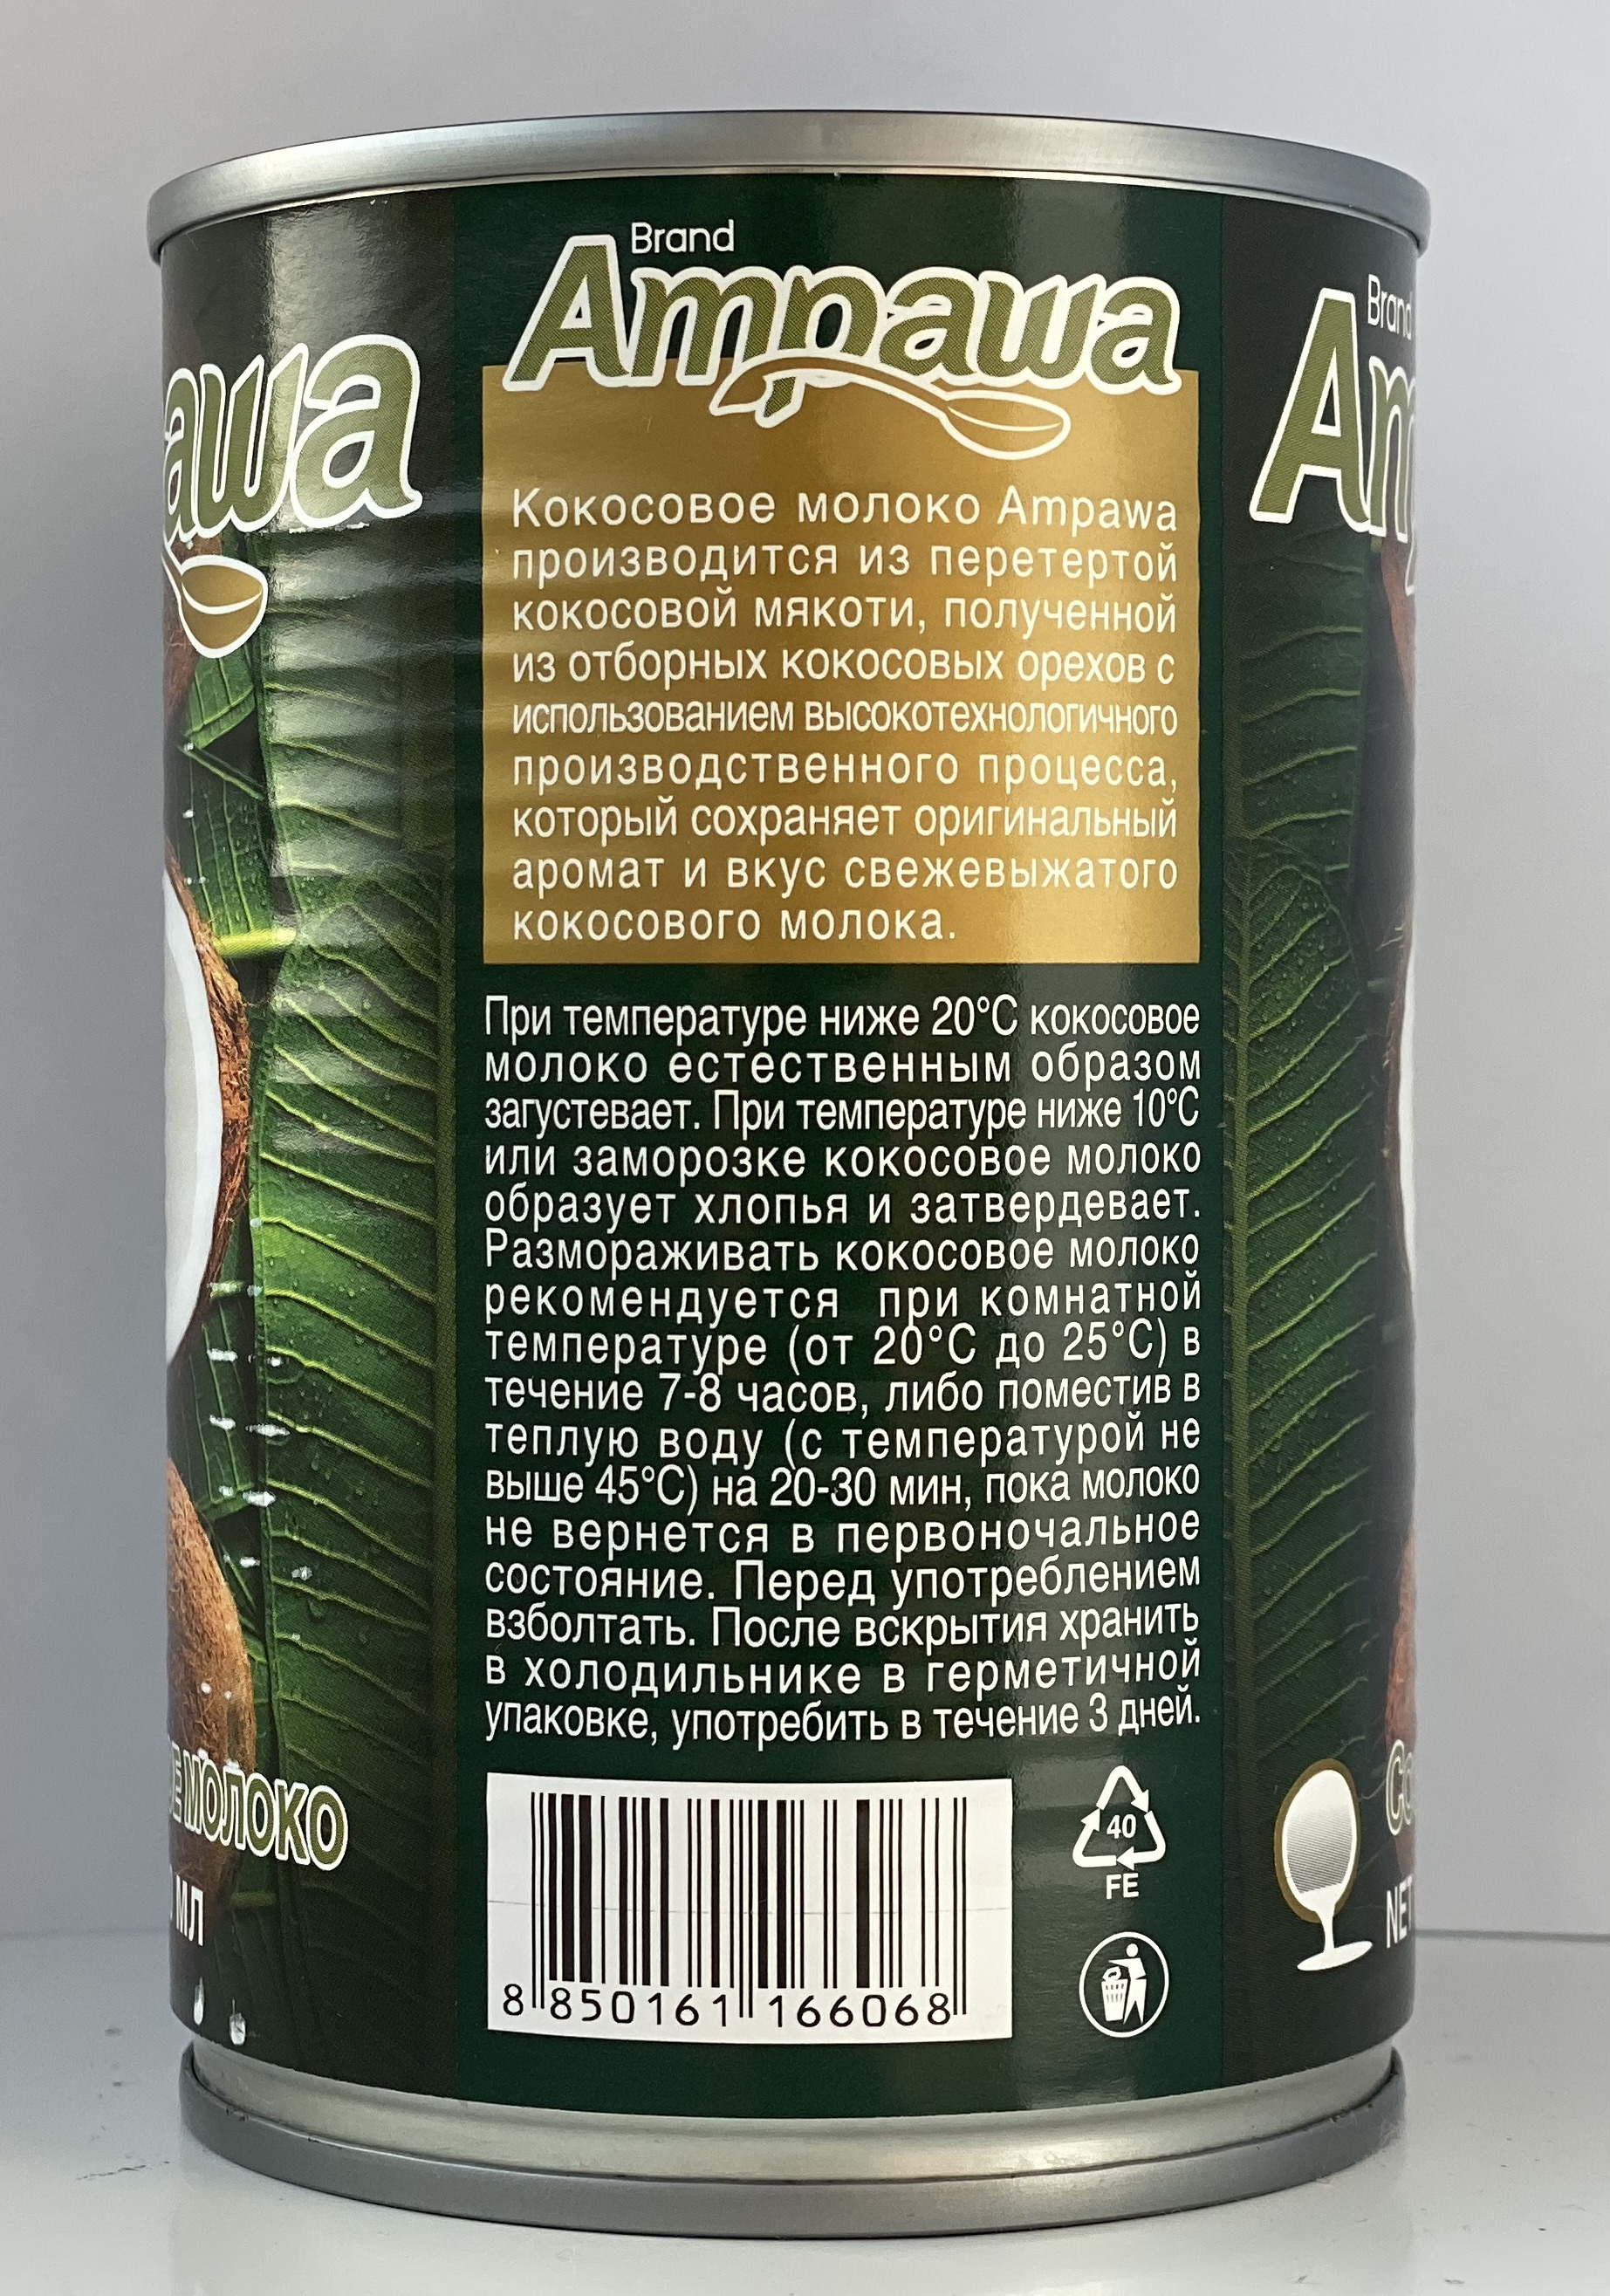 Brand
Ampawa
Кокосовое молоко Ampawa
производится из перетертой
кокосовой мякоти, полученной
из отборных кокосовых орехов с
использованием высокотехнологичного
производственного процесса,
который сохраняет оригинальный
аромат и вкус свежевыжатого
кокосового молока.
При температуре ниже 20°С кокосовое
молоко естественным образом
загустевает. При температуре ниже 10°С
или заморозке кокосовое молоко
образует хлопья и затвердевает.
Размораживать кокосовое молоко
рекомендуется при комнатной
температуре (от 20°С до 25°С) в
течение 7-8 часов, либо поместив в
теплую воду (с температурой не
выше 45°С) на 20-30 мин, пока молоко
не вернется в первоночальное
состояние. Перед употреблением
взболтать. После вскрытия хранить
в холодильнике в герметичной
упаковке, употребить в течение 3 дней.
8 850161 166068
40
FE
МОЛОКО
МЛ
Brand
NET